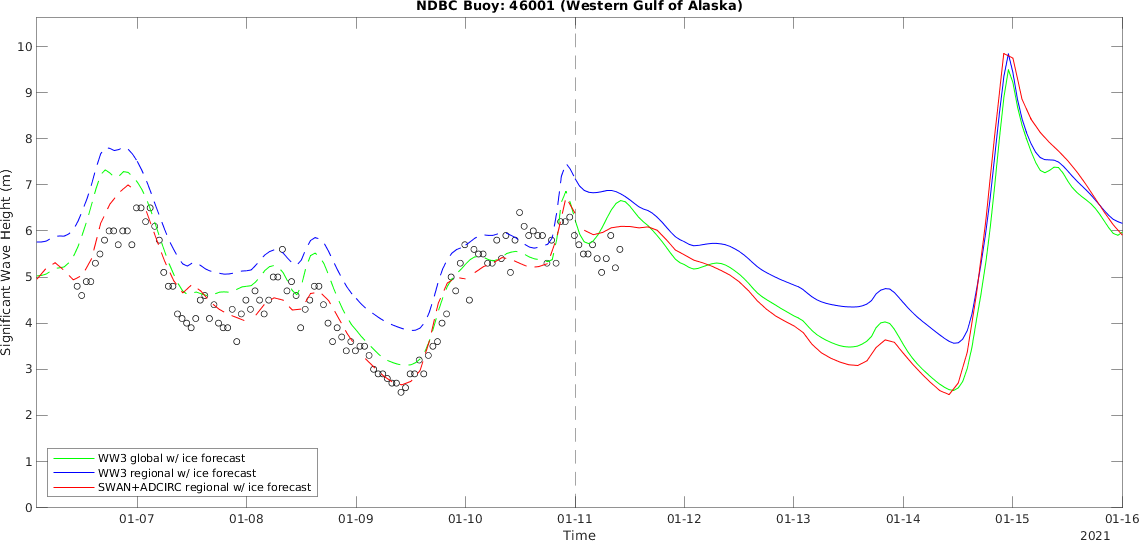 NDBC Buoy: 46001 (Western Gulf of Alaska)
Significant Wave Height (m)
10
9
8
7
6
5
4
3
2
1
0
WW3 global w/ ice forecast
WW3 regional w/ ice forecast
SWAN+ADCIRC regional w/ ice forecast
01-07 01-08 01-09 01-10 01-11 01-12 01-13 01-14 01-15 01-16
Time
2021